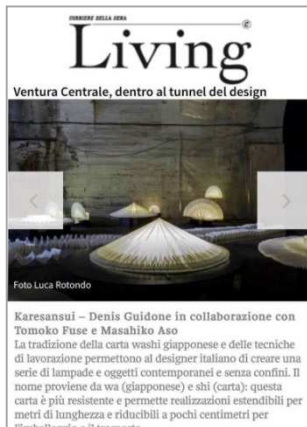 CORRIERE DELLA SERA
Living
Ventura Centrale, dentro al tunnel del design
Foto Luca Rotondo
Karesansui – Denis Guidone in collaborazione con
Tomoko Fuse e Masahiko Aso
La tradizione della carta washi giapponese e delle tecniche
di lavorazione permettono al designer italiano di creare una
serie di lampade e oggetti contemporanei e senza confini. Il
nome proviene da wa (giapponese) e shi (carta): questa
carta è più resistente e permette realizzazioni estendibili per
metri di lunghezza e riducibili a pochi centimetri per